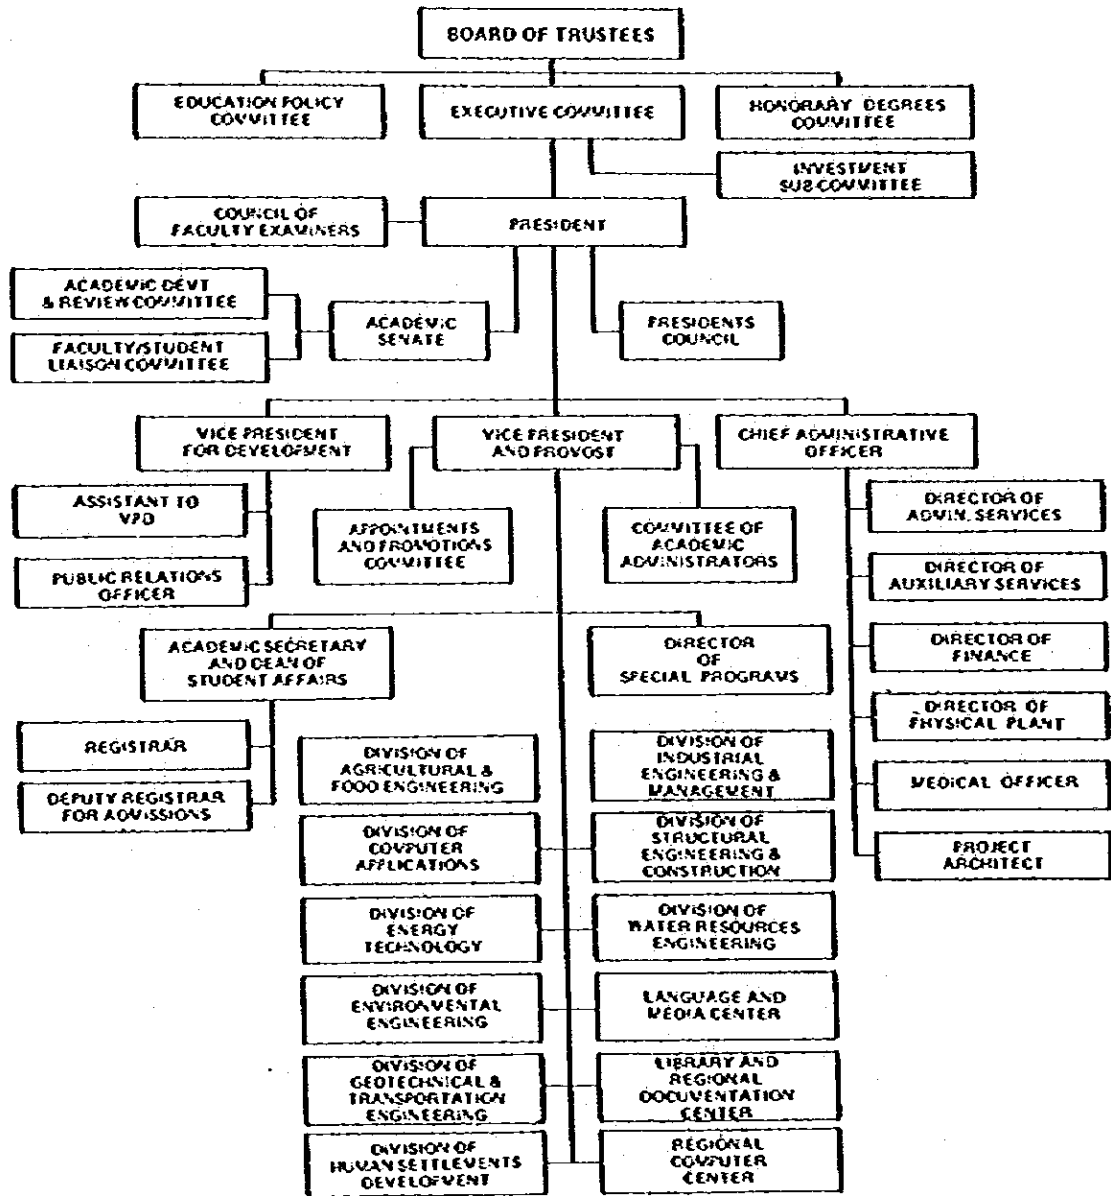 BOARD OF TRUSTEES
EDUCATION POLICY
COMMITTEE
EXECUTIVE COMMITTEE
HONORARY DEGREES
COMMITTEE
INVESTMENT
SUB-COMMITTEE
COUNCIL OF
FACULTY EXAMINERS
PRESIDENT
ACADEMIC DEVT
& REVIEW COMMITTEE
FACULTY/STUDENT
LIAISON COMMITTEE
ACADEMIC
SENATE
PRESIDENTS
COUNCIL
VICE PRESIDENT
FOR DEVELOPMENT
VICE PRESIDENT
AND PROVOST
CHIEF ADMINISTRATIVE
OFFICER
ASSISTANT TO
VPD
PUBLIC RELATIONS
OFFICER
APPOINTMENTS
AND PROMOTIONS
COMMITTEE
COMMITTEE OF
ACADEMIC
ADMINISTRATORS
DIRECTOR OF
ADMIN. SERVICES
DIRECTOR OF
AUXILIARY SERVICES
DIRECTOR OF
FINANCE
DIRECTOR OF
PHYSICAL PLANT
MEDICAL OFFICER
PROJECT
ARCHITECT
ACADEMIC SECRETARY
AND DEAN OF
STUDENT AFFAIRS
DIRECTOR
OF
SPECIAL PROGRAMS
REGISTRAR
DEPUTY REGISTRAR
FOR ADMISSIONS
DIVISION OF
AGRICULTURAL &
FOOD ENGINEERING
DIVISION OF
INDUSTRIAL
ENGINEERING &
MANAGEMENT
DIVISION OF
COMPUTER
APPLICATIONS
DIVISION OF
STRUCTURAL
ENGINEERING &
CONSTRUCTION
DIVISION OF
ENERGY
TECHNOLOGY
DIVISION OF
WATER RESOURCES
ENGINEERING
DIVISION OF
ENVIRONMENTAL
ENGINEERING
LANGUAGE AND
MEDIA CENTER
DIVISION OF
GEOTECHNICAL &
TRANSPORTATION
ENGINEERING
LIBRARY AND
REGIONAL
DOCUMENTATION
CENTER
DIVISION OF
HUMAN SETTLEMENTS
DEVELOPMENT
REGIONAL
COMPUTER
CENTER